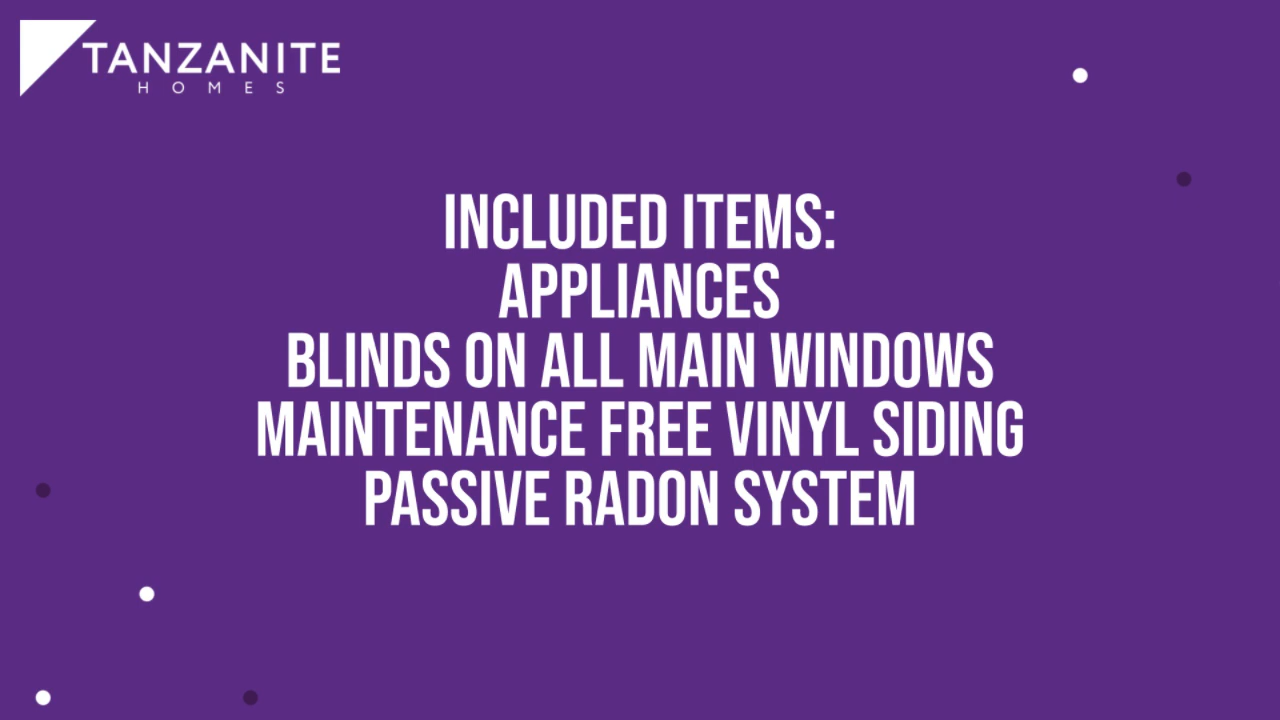 TANZANITE
HOMES
INCLUDED ITEMS:
APPLIANCES
BLINDS ON ALL MAIN WINDOWS
MAINTENANCE FREE VINYL SIDING
PASSIVE RADON SYSTEM